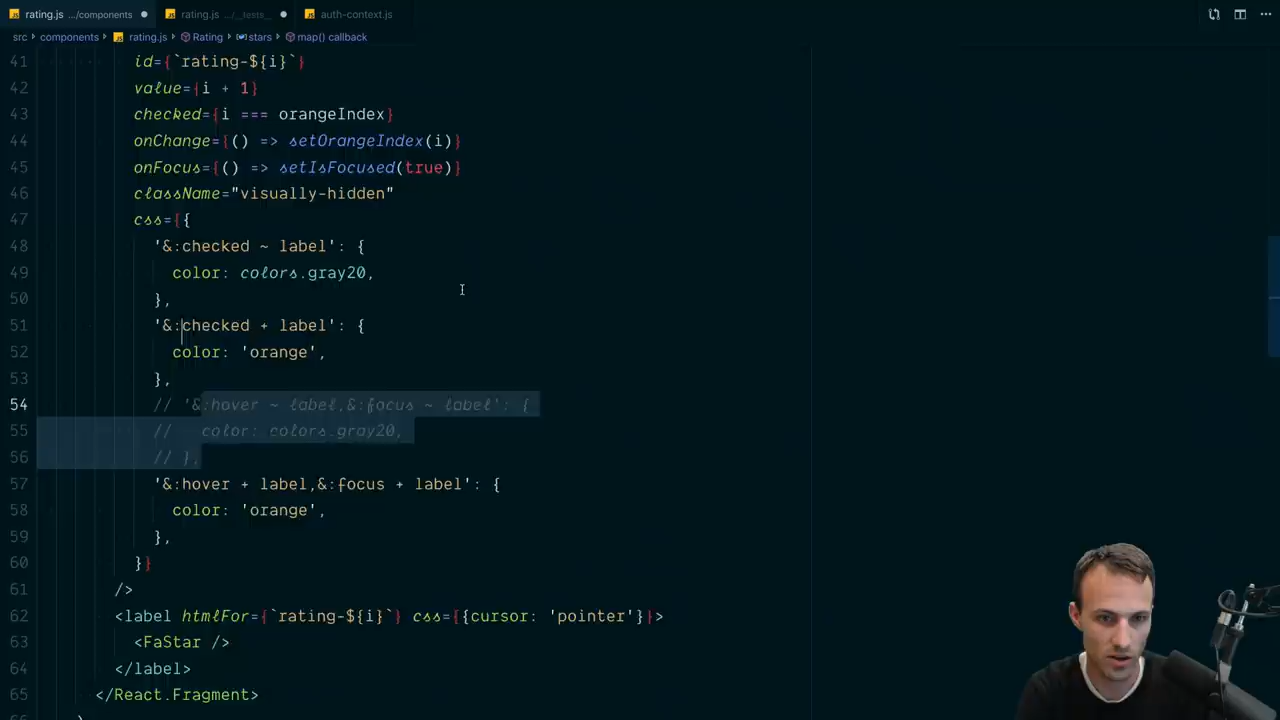 rating.js .../components
rating.js .../__tests__
auth-context.js
src > components > rating.js > Rating > stars > map() callback
41 id={`rating-${i}`}
42 value={i + 1}
43 checked={i === orangeIndex}
44 onChange={() => setOrangeIndex(i)}
45 onFocus={() => setIsFocused(true)}
46 className="visually-hidden"
47 css={{
48 '&:checked ~ label': {
49 color: colors.gray20,
50 },
51 '&:checked + label': {
52 color: 'orange',
53 },
54 // '&:hover ~ label,&:focus ~ label': {
55 // color: colors.gray20,
56 // },
57 '&:hover + label,&:focus + label': {
58 color: 'orange',
59 },
60 }}
61 />
62 <label htmlFor={`rating-${i}`} css={{cursor: 'pointer'}}>
63 <FaStar />
64 </label>
65 </React.Fragment>